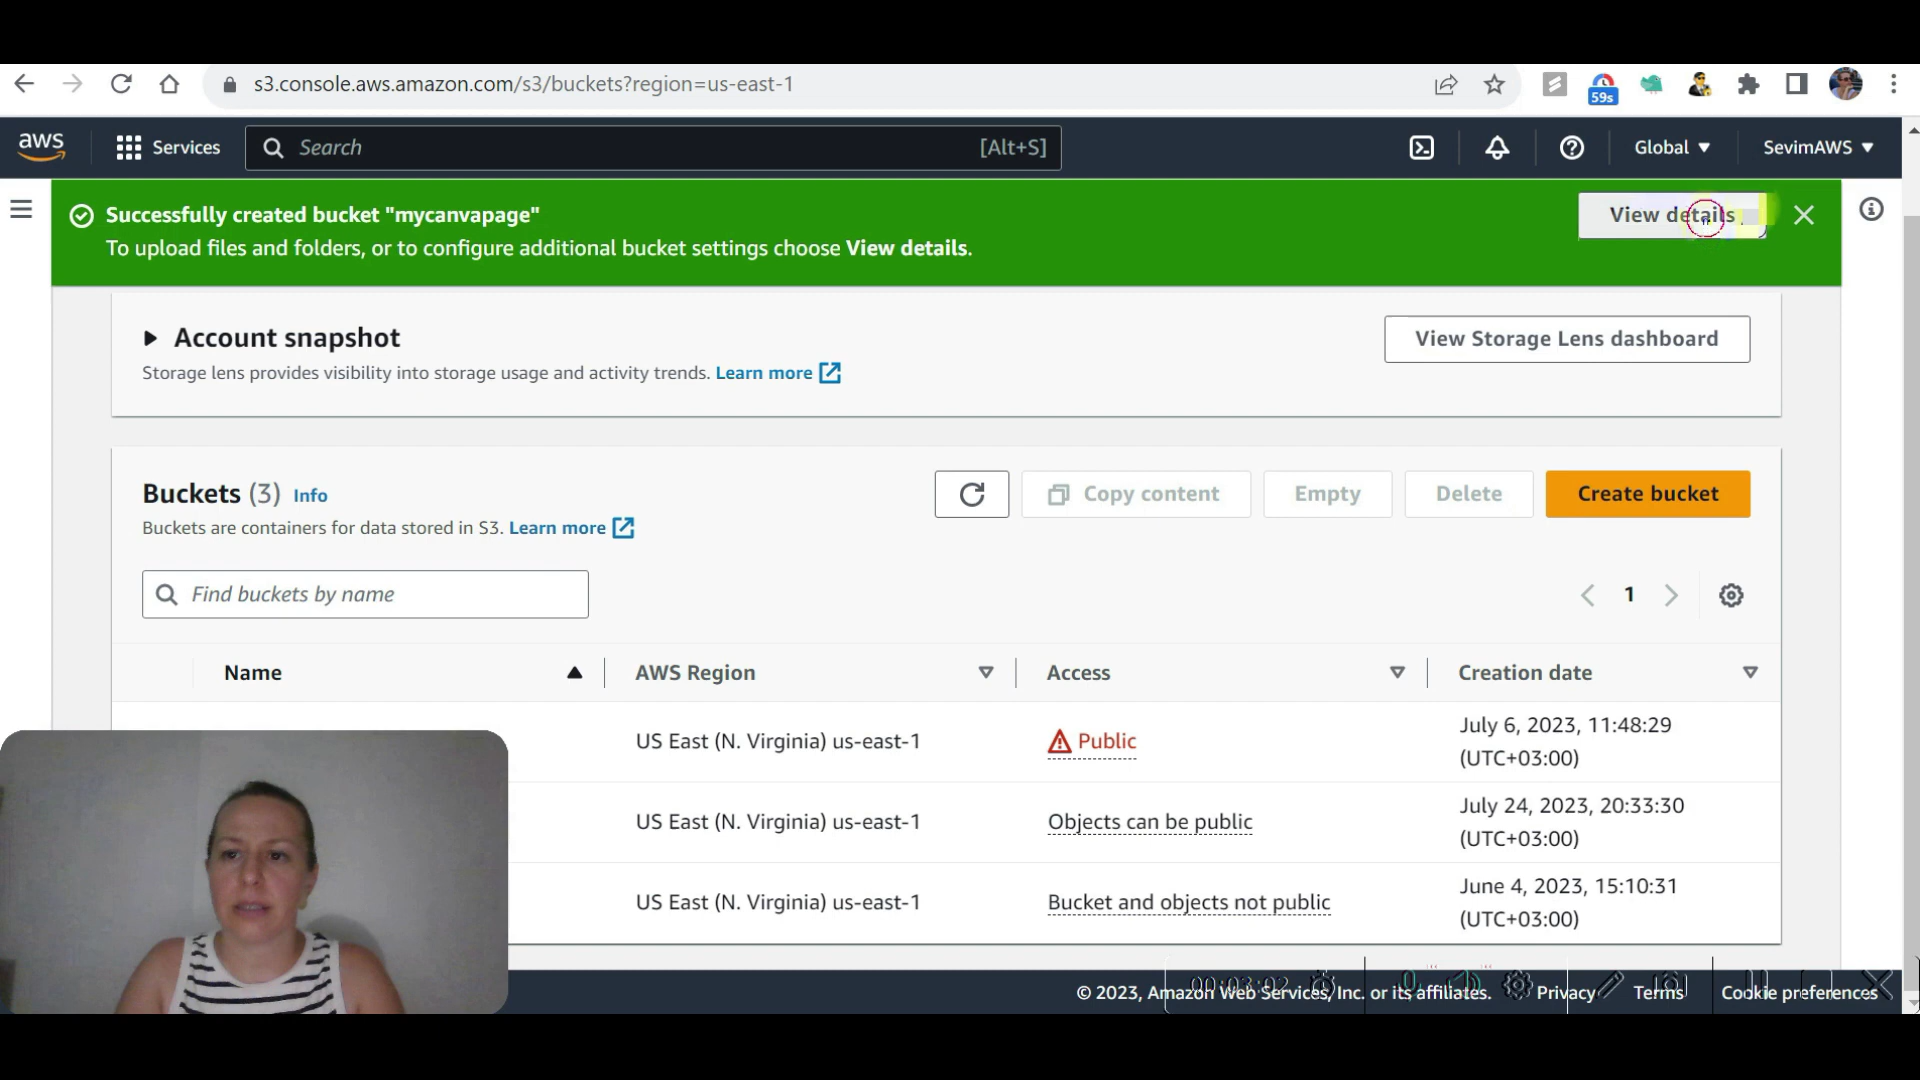 s3.console.aws.amazon.com/s3/buckets?region=us-east-1
59s
aws
Services
Search
[Alt+S]
Global
SevimAWS
Successfully created bucket "mycanvapage"
To upload files and folders, or to configure additional bucket settings choose View details.
View details
Account snapshot
Storage lens provides visibility into storage usage and activity trends. Learn more
View Storage Lens dashboard
Buckets (3) Info
Buckets are containers for data stored in S3. Learn more
Copy content
Empty
Delete
Create bucket
Find buckets by name
1
Name
AWS Region
Access
Creation date
US East (N. Virginia) us-east-1
Public
July 6, 2023, 11:48:29
(UTC+03:00)
US East (N. Virginia) us-east-1
Objects can be public
July 24, 2023, 20:33:30
(UTC+03:00)
US East (N. Virginia) us-east-1
Bucket and objects not public
June 4, 2023, 15:10:31
(UTC+03:00)
00:03:02
© 2023, Amazon Web Services, Inc. or its affiliates.
Privacy
Terms
Cookie preferences